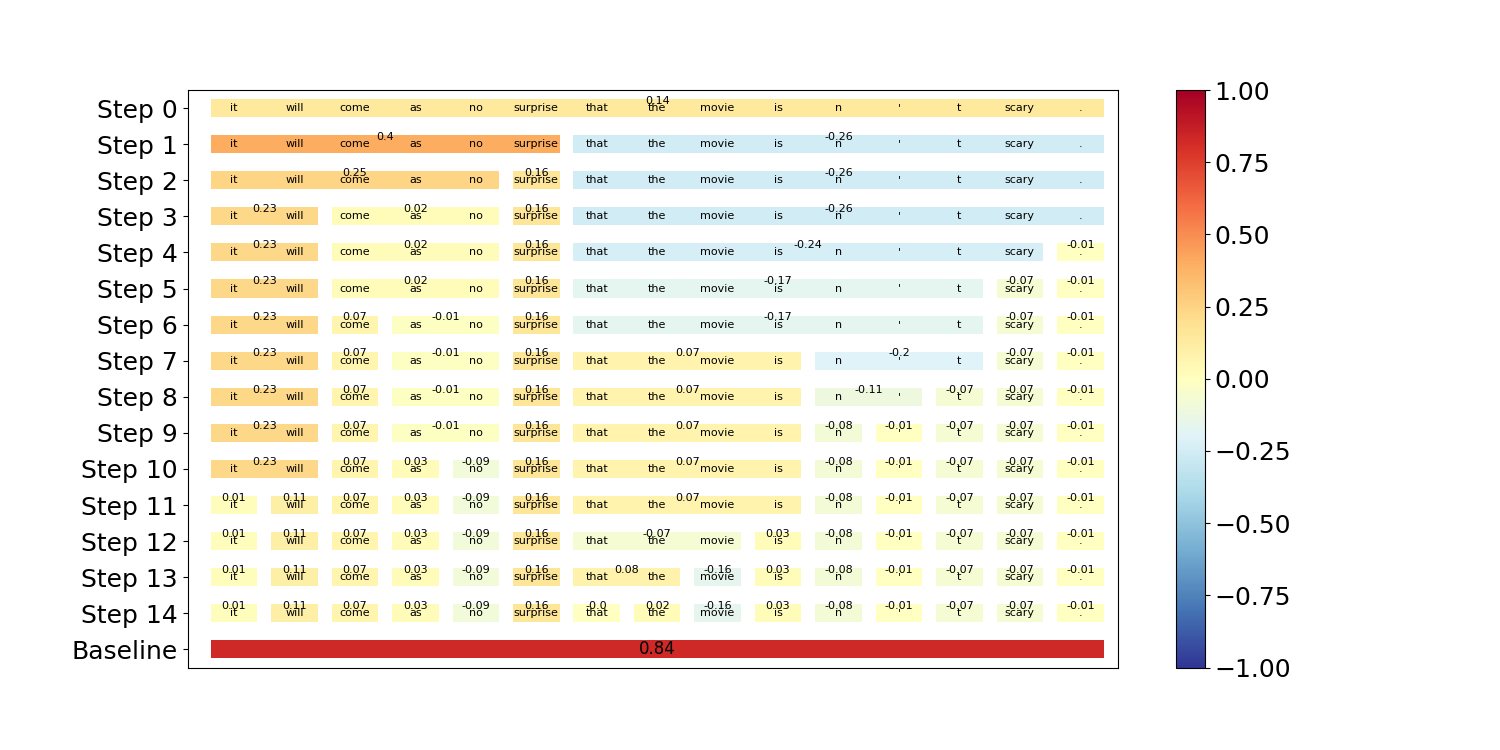 0.14
Step 0 it will come as no surprise that the movie is n ' t scary .
0.4 -0.26
Step 1 it will come as no surprise that the movie is n ' t scary .
0.25 0.16 -0.26
Step 2 it will come as no surprise that the movie is n ' t scary .
0.23 0.02 0.16 -0.26
Step 3 it will come as no surprise that the movie is n ' t scary .
0.23 0.02 0.16 -0.24 -0.01
Step 4 it will come as no surprise that the movie is n ' t scary .
0.23 0.02 0.16 -0.17 -0.07 -0.01
Step 5 it will come as no surprise that the movie is n ' t scary .
0.23 0.07 -0.01 0.16 -0.17 -0.07 -0.01
Step 6 it will come as no surprise that the movie is n ' t scary .
0.23 0.07 -0.01 0.16 0.07 -0.2 -0.07 -0.01
Step 7 it will come as no surprise that the movie is n ' t scary .
0.23 0.07 -0.01 0.16 0.07 -0.11 -0.07 -0.07 -0.01
Step 8 it will come as no surprise that the movie is n ' t scary .
0.23 0.07 -0.01 0.16 0.07 -0.08 -0.01 -0.07 -0.07 -0.01
Step 9 it will come as no surprise that the movie is n ' t scary .
0.23 0.07 0.03 -0.09 0.16 0.07 -0.08 -0.01 -0.07 -0.07 -0.01
Step 10 it will come as no surprise that the movie is n ' t scary .
0.01 0.11 0.07 0.03 -0.09 0.16 0.07 -0.08 -0.01 -0.07 -0.07 -0.01
Step 11 it will come as no surprise that the movie is n ' t scary .
0.01 0.11 0.07 0.03 -0.09 0.16 -0.07 0.03 -0.08 -0.01 -0.07 -0.07 -0.01
Step 12 it will come as no surprise that the movie is n ' t scary .
0.01 0.11 0.07 0.03 -0.09 0.16 0.08 -0.16 0.03 -0.08 -0.01 -0.07 -0.07 -0.01
Step 13 it will come as no surprise that the movie is n ' t scary .
0.01 0.11 0.07 0.03 -0.09 0.16 -0.0 0.02 -0.16 0.03 -0.08 -0.01 -0.07 -0.07 -0.01
Step 14 it will come as no surprise that the movie is n ' t scary .
Baseline 0.84
1.00
0.75
0.50
0.25
0.00
−0.25
−0.50
−0.75
−1.00